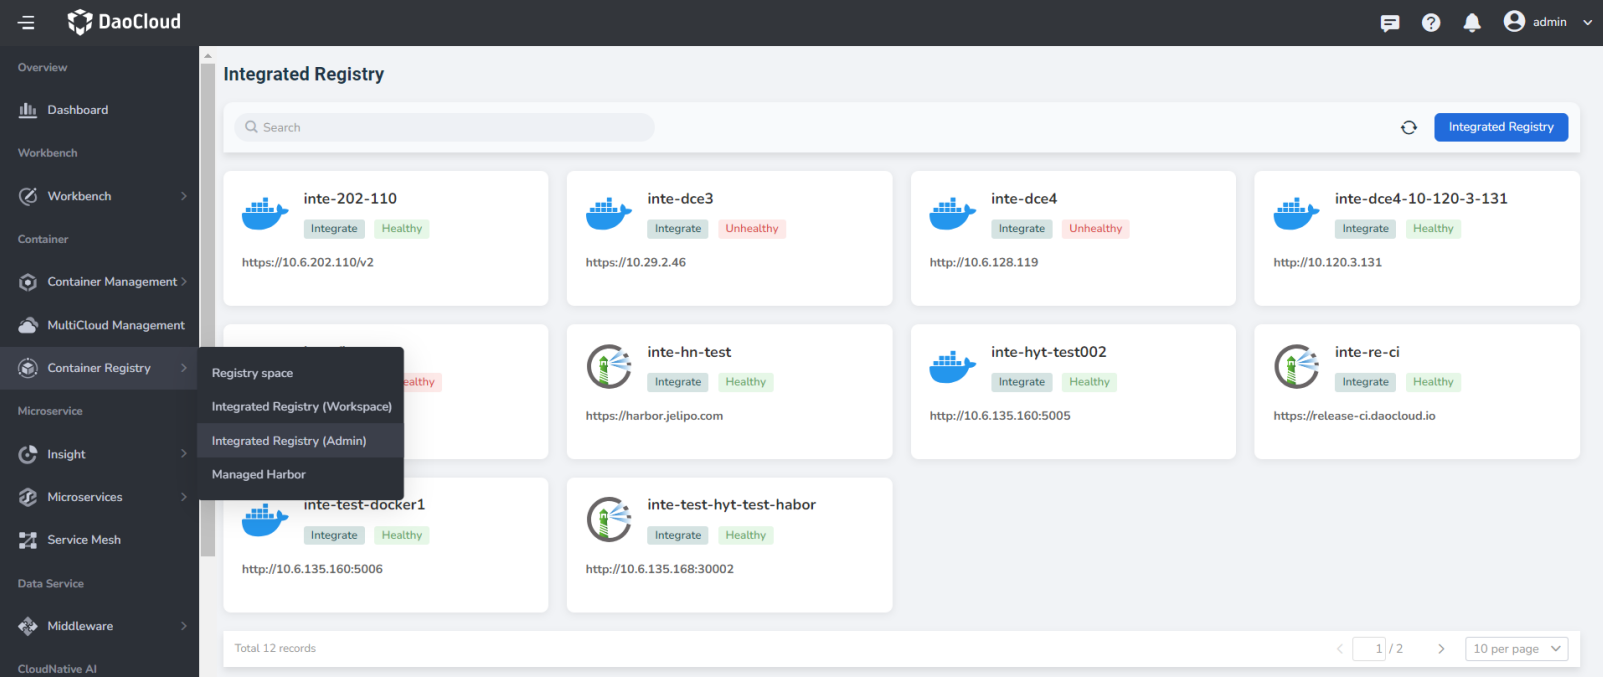 DaoCloud
admin
Overview
Dashboard
Workbench
Workbench
Container
Container Management
MultiCloud Management
Container Registry
Microservice
Insight
Microservices
Service Mesh
Data Service
Middleware
CloudNative AI
Registry space
Integrated Registry (Workspace)
Integrated Registry (Admin)
Managed Harbor
Integrated Registry
Search
Integrated Registry
inte-202-110
Integrate Healthy
https://10.6.202.110/v2
inte-dce3
Integrate Unhealthy
https://10.29.2.46
inte-dce4
Integrate Unhealthy
http://10.6.128.119
inte-dce4-10-120-3-131
Integrate Healthy
http://10.120.3.131
ealthy
inte-hn-test
Integrate Healthy
https://harbor.jelipo.com
inte-hyt-test002
Integrate Healthy
http://10.6.135.160:5005
inte-re-ci
Integrate Healthy
https://release-ci.daocloud.io
inte-test-docker1
Integrate Healthy
http://10.6.135.160:5006
inte-test-hyt-test-habor
Integrate Healthy
http://10.6.135.168:30002
Total 12 records
1 / 2
10 per page